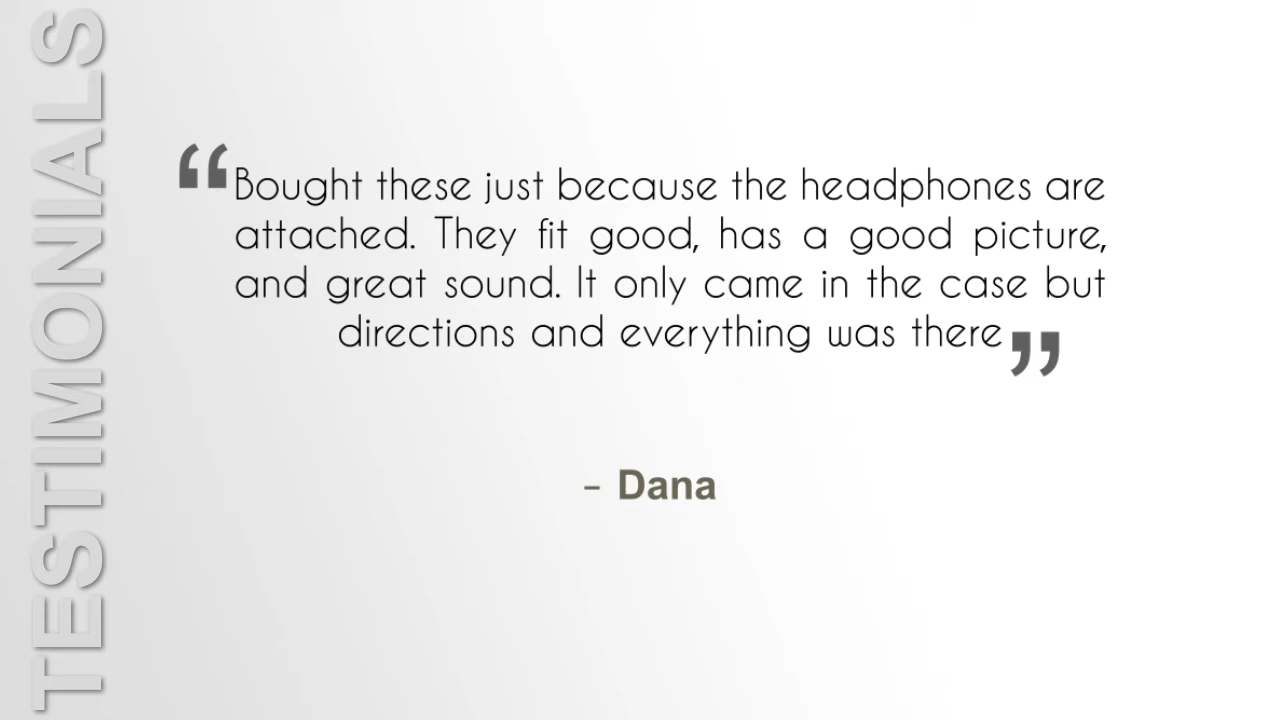 TESTIMONIALS
“Bought these just because the headphones are
attached. They fit good, has a good picture,
and great sound. It only came in the case but
directions and everything was there”
- Dana